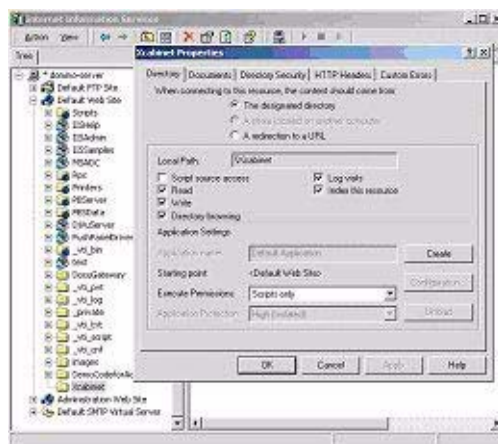 Internet Information Services
Action View
Tree
* domino-server
Default FTP Site
Default Web Site
Scripts
IISHelp
IISAdmin
IISSamples
MSADC
Rpc
Printers
PBServer
PBSData
_vti_bin
test
DocuGateway
_vti_pvt
_vti_log
_private
_vti_txt
_vti_script
_vti_cnf
images
Xcabinet
Administration Web Site
Default SMTP Virtual Server
Xcabinet Properties
Directory Documents Directory Security HTTP Headers Custom Errors
When connecting to this resource, the content should come from:
The designated directory
A share located on another computer
A redirection to a URL
Local Path: \Xcabinet
Script source access
Read
Write
Directory browsing
Log visits
Index this resource
Application Settings
Application name: Default Application
Create
Starting point: <Default Web Site>
Configuration...
Execute Permissions: Scripts only
Application Protection: High (Isolated)
Unload
OK Cancel Apply Help